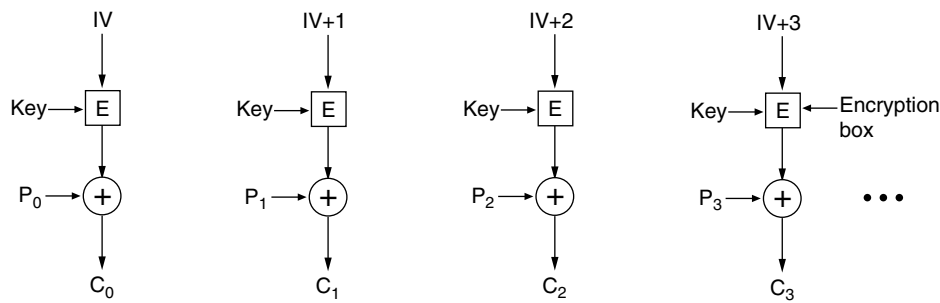 IV IV+1 IV+2 IV+3
Key E Key E Key E Key E Encryption
box
P0 + P1 + P2 + P3 + •••
C0 C1 C2 C3